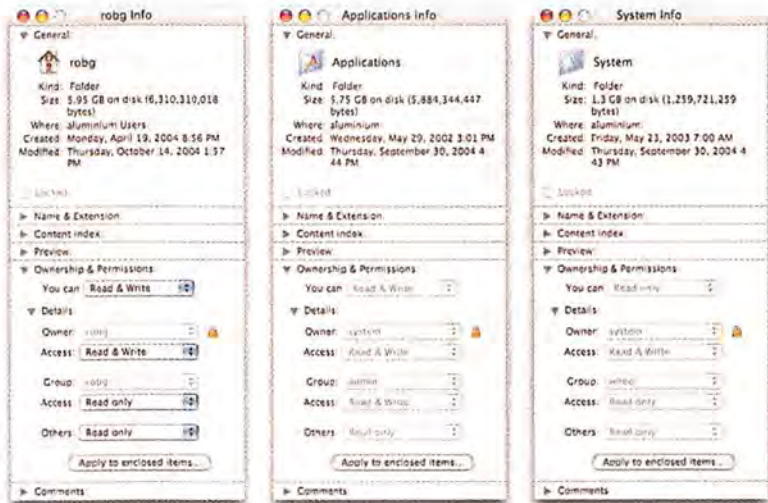 robg Info
General:
robg
Kind: Folder
Size: 5.95 GB on disk (6,310,310,018
bytes)
Where: aluminium Users:
Created: Monday, April 19, 2004 8:56 PM
Modified: Thursday, October 14, 2004 1:57
PM
Locked
Name & Extension:
Content index:
Preview:
Ownership & Permissions:
You can: Read & Write
Details:
Owner: robg
Access: Read & Write
Group: robg
Access: Read only
Others: Read only
Apply to enclosed items...
Comments:
Applications Info
General:
Applications
Kind: Folder
Size: 5.75 GB on disk (5,884,344,447
bytes)
Where: aluminium:
Created: Wednesday, May 29, 2002 3:01 PM
Modified: Thursday, September 30, 2004 4
44 PM
Locked
Name & Extension:
Content index:
Preview:
Ownership & Permissions:
You can: Read & Write
Details:
Owner: system
Access: Read & Write
Group: admin
Access: Read & Write
Others: Read only
Apply to enclosed items...
Comments:
System Info
General:
System
Kind: Folder
Size: 1.3 GB on disk (1,259,721,259
bytes)
Where: aluminium:
Created: Friday, May 23, 2003 7:00 AM
Modified: Thursday, September 30, 2004 4
43 PM
Locked
Name & Extension:
Content index:
Preview:
Ownership & Permissions:
You can: Read only
Details:
Owner: system
Access: Read & Write
Group: wheel
Access: Read only
Others: Read only
Apply to enclosed items...
Comments: